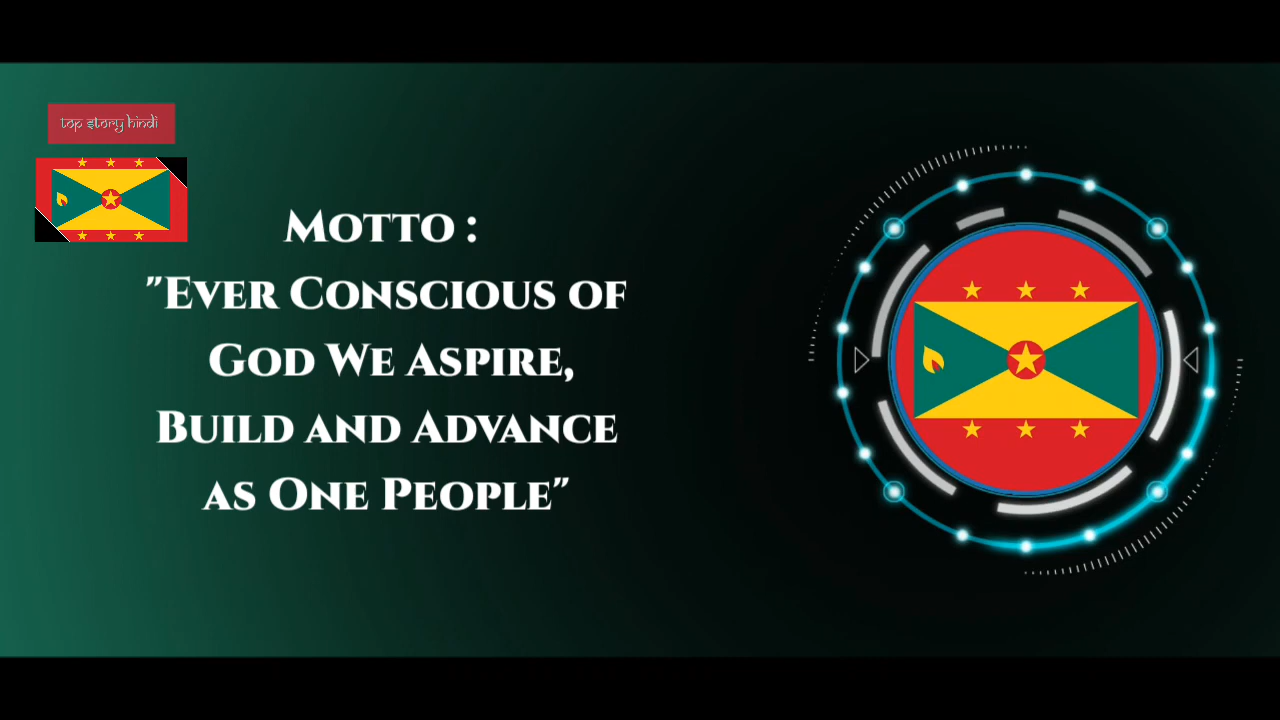 top story hindi
Motto :
"Ever Conscious of
God We Aspire,
Build and Advance
as One People"